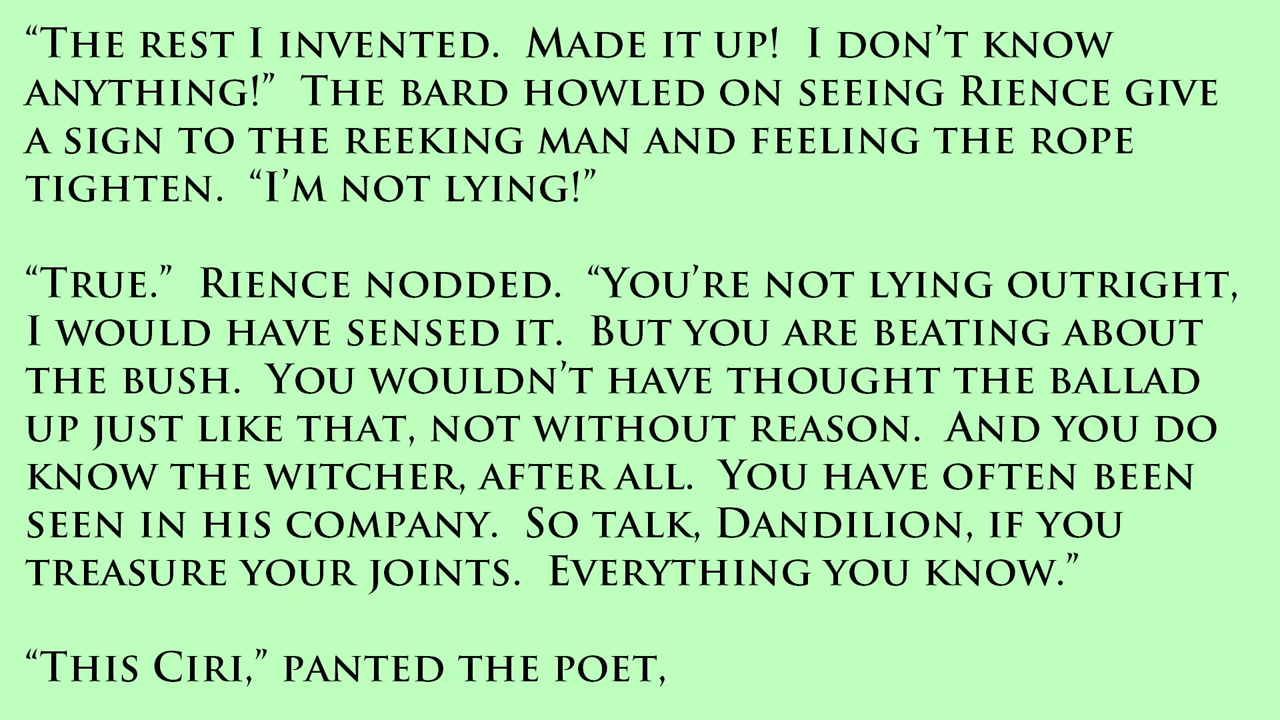 “The rest I invented.  Made it up!  I don’t know
anything!”  The bard howled on seeing Rience give
a sign to the reeking man and feeling the rope
tighten.  “I’m not lying!”
“True.”  Rience nodded.  “You’re not lying outright,
I would have sensed it.  But you are beating about
the bush.  You wouldn’t have thought the ballad
up just like that, not without reason.  And you do
know the witcher, after all.  You have often been
seen in his company.  So talk, Dandilion, if you
treasure your joints.  Everything you know.”
“This Ciri,” panted the poet,